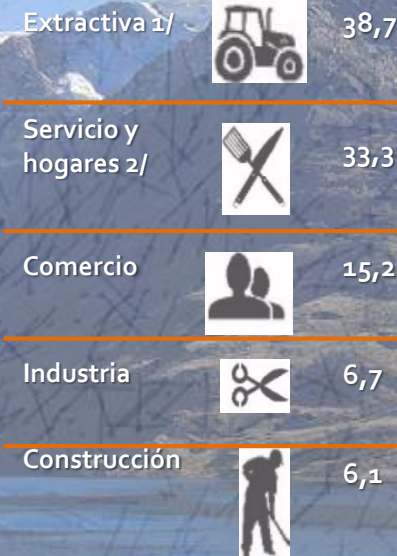 Extractiva 1/ 38,7
Servicio y
hogares 2/ 33,3
Comercio 15,2
Industria 6,7
Construcción 6,1